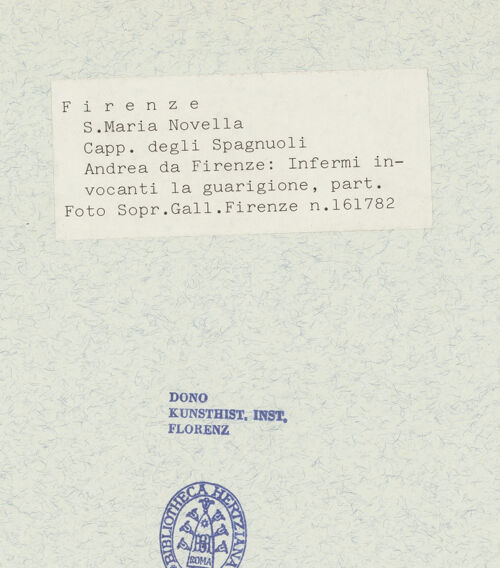 Firenze
S.Maria Novella
Capp. degli Spagnuoli
Andrea da Firenze: Infermi in-
vocanti la guarigione, part.
Foto Sopr.Gall.Firenze n.161782
DONO
KUNSTHIST. INST.
FLORENZ
BIBLIOTHECA HERTZIANA
ROMA